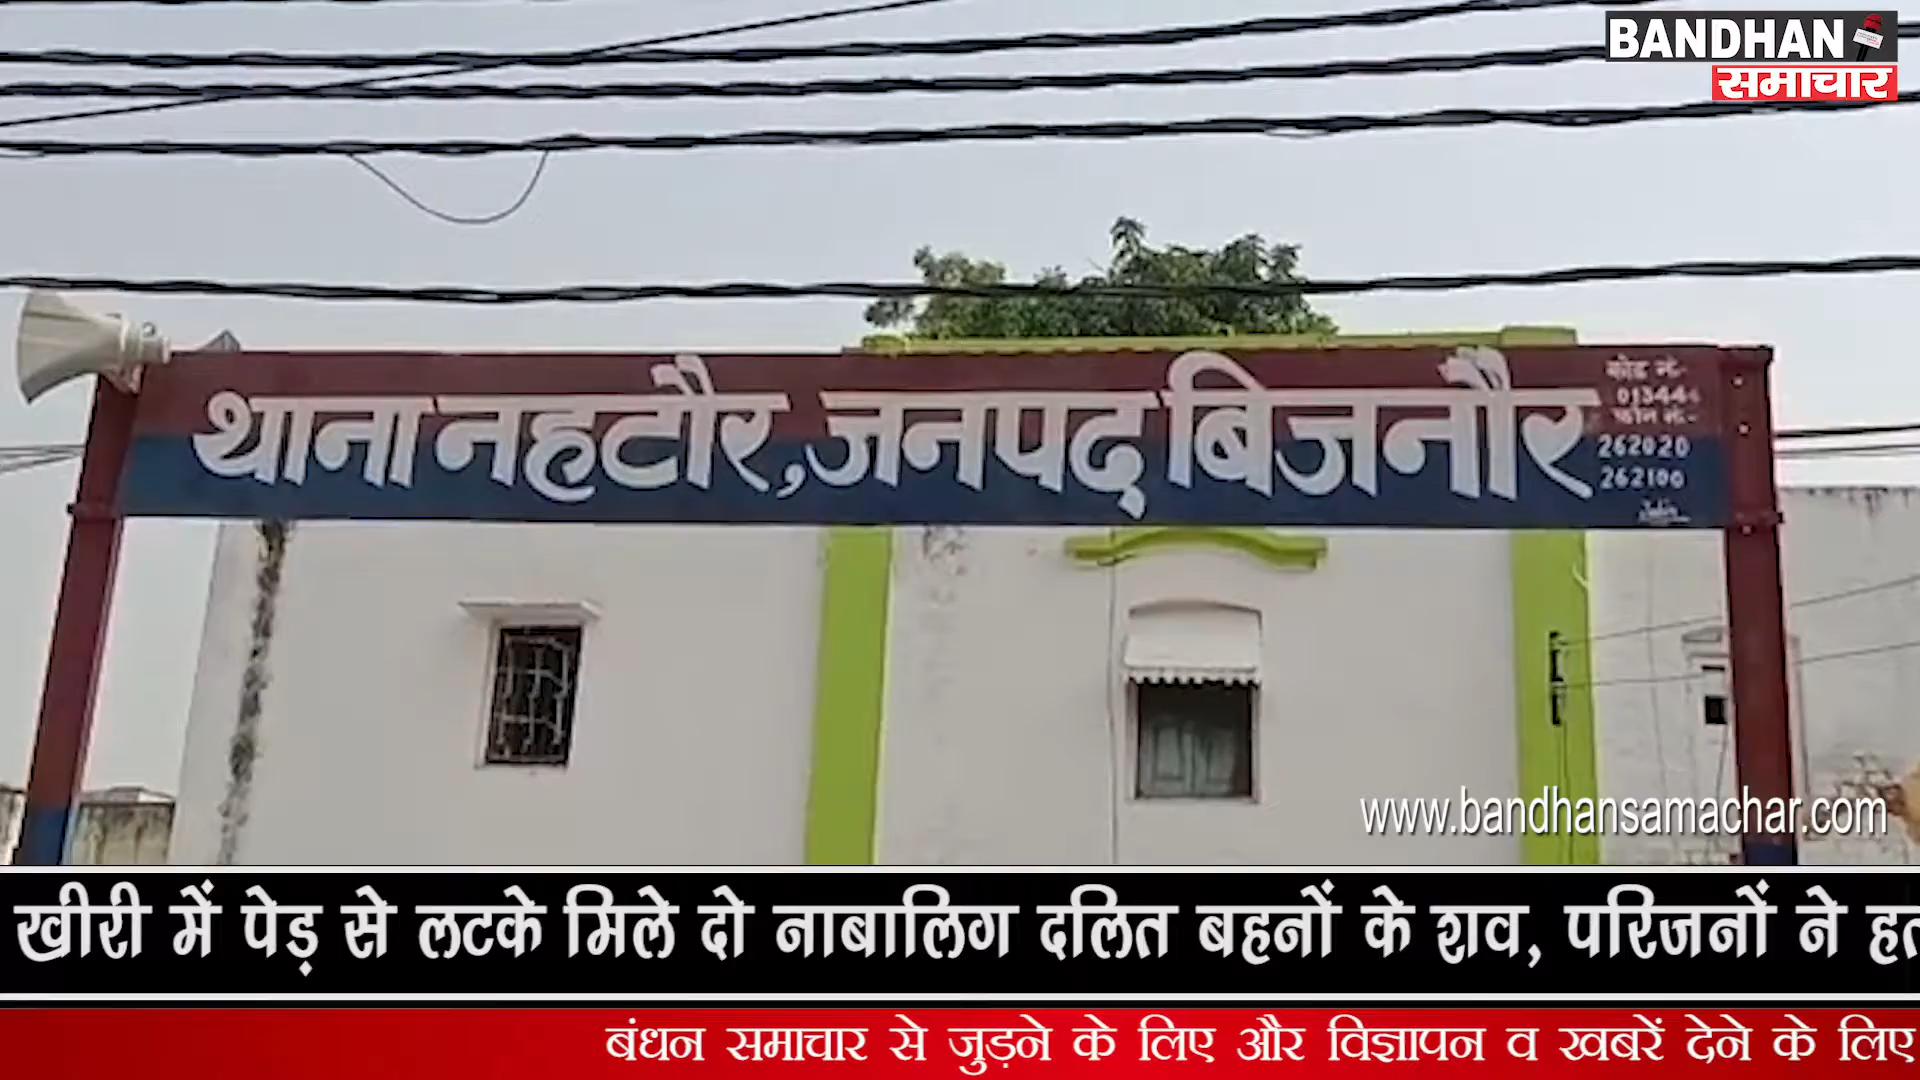 BANDHAN
समाचार
थाना नहटौर, जनपद बिजनौर
कोड नं:-
फोन नं:-
262020
262100
www.bandhansamachar.com
खीरी में पेड़ से लटके मिले दो नाबालिग दलित बहनों के शव, परिजनों ने
बंधन समाचार से जुड़ने के लिए और विज्ञापन व खबरें देने के लिए